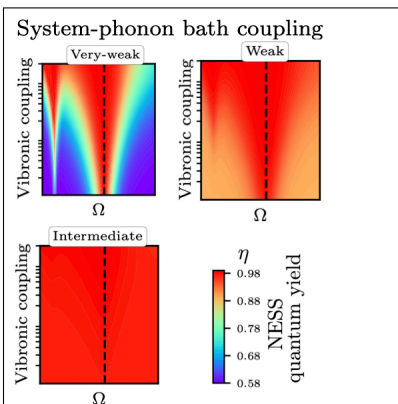 System-phonon bath coupling
Very-weak
Vibronic coupling
Ω
Weak
Vibronic coupling
Ω
Intermediate
Vibronic coupling
Ω
η
0.98
0.88
0.78
0.68
0.58
NESS
quantum yield